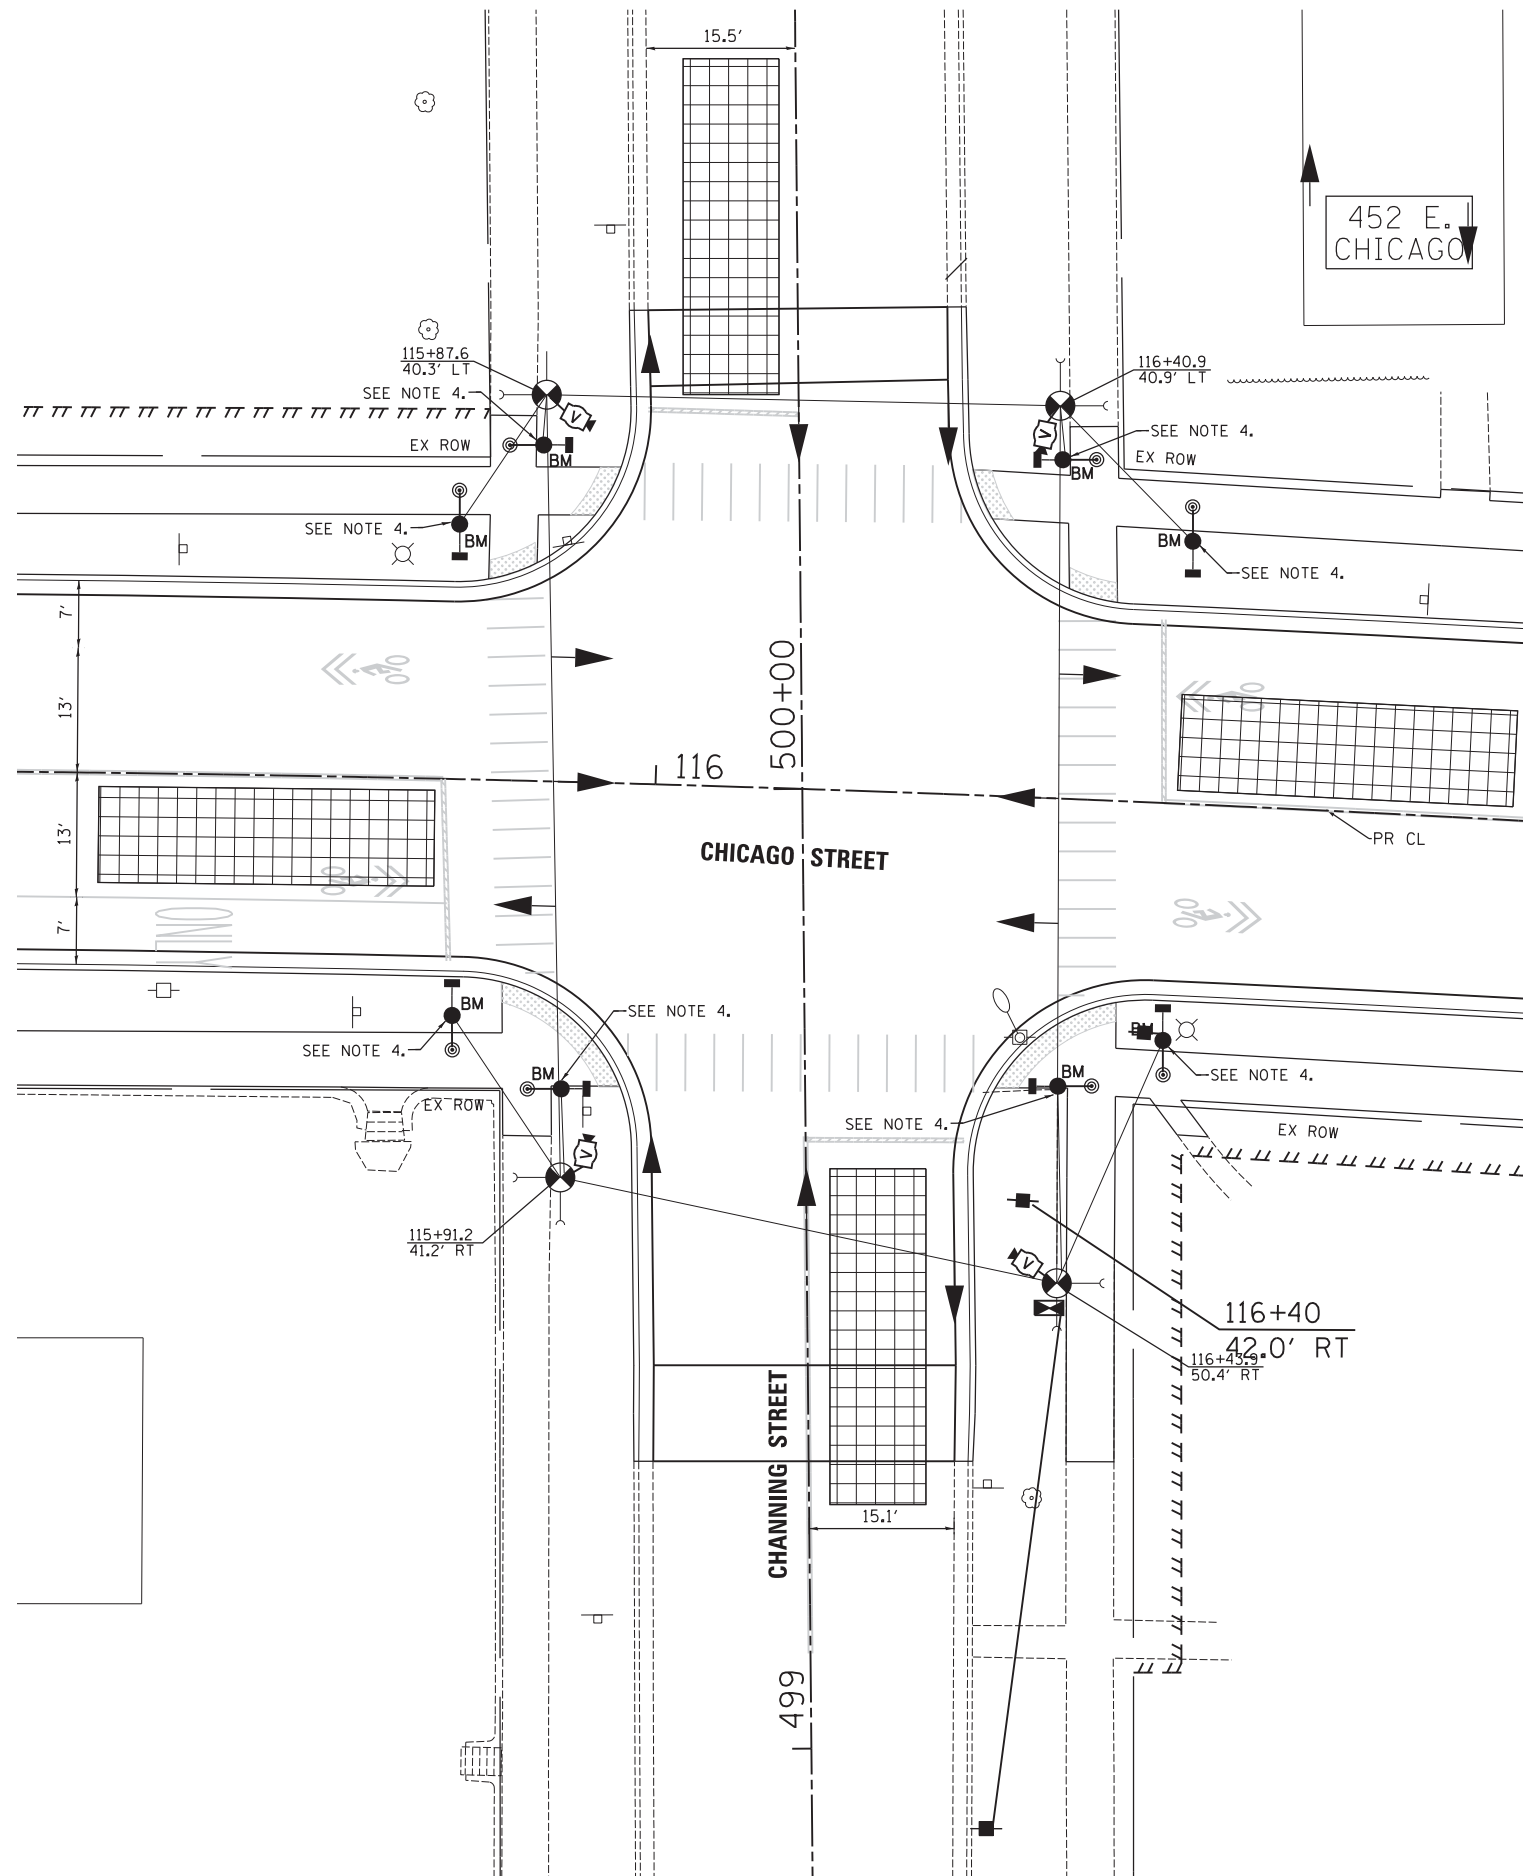 15.5'
452 E.
CHICAGO
115+87.6
40.3' LT
SEE NOTE 4.
116+40.9
40.9' LT
V
V
SEE NOTE 4.
EX ROW
BM
BM
EX ROW
SEE NOTE 4.
BM
BM
SEE NOTE 4.
7'
13'
500+00
116
13'
PR CL
CHICAGO STREET
7'
ONLY
BM
SEE NOTE 4.
BM
SEE NOTE 4.
BM
BM
SEE NOTE 4.
EX ROW
SEE NOTE 4.
EX ROW
V
115+91.2
41.2' RT
V
116+40
42.0' RT
116+43.9
50.4' RT
CHANNING STREET
15.1'
499